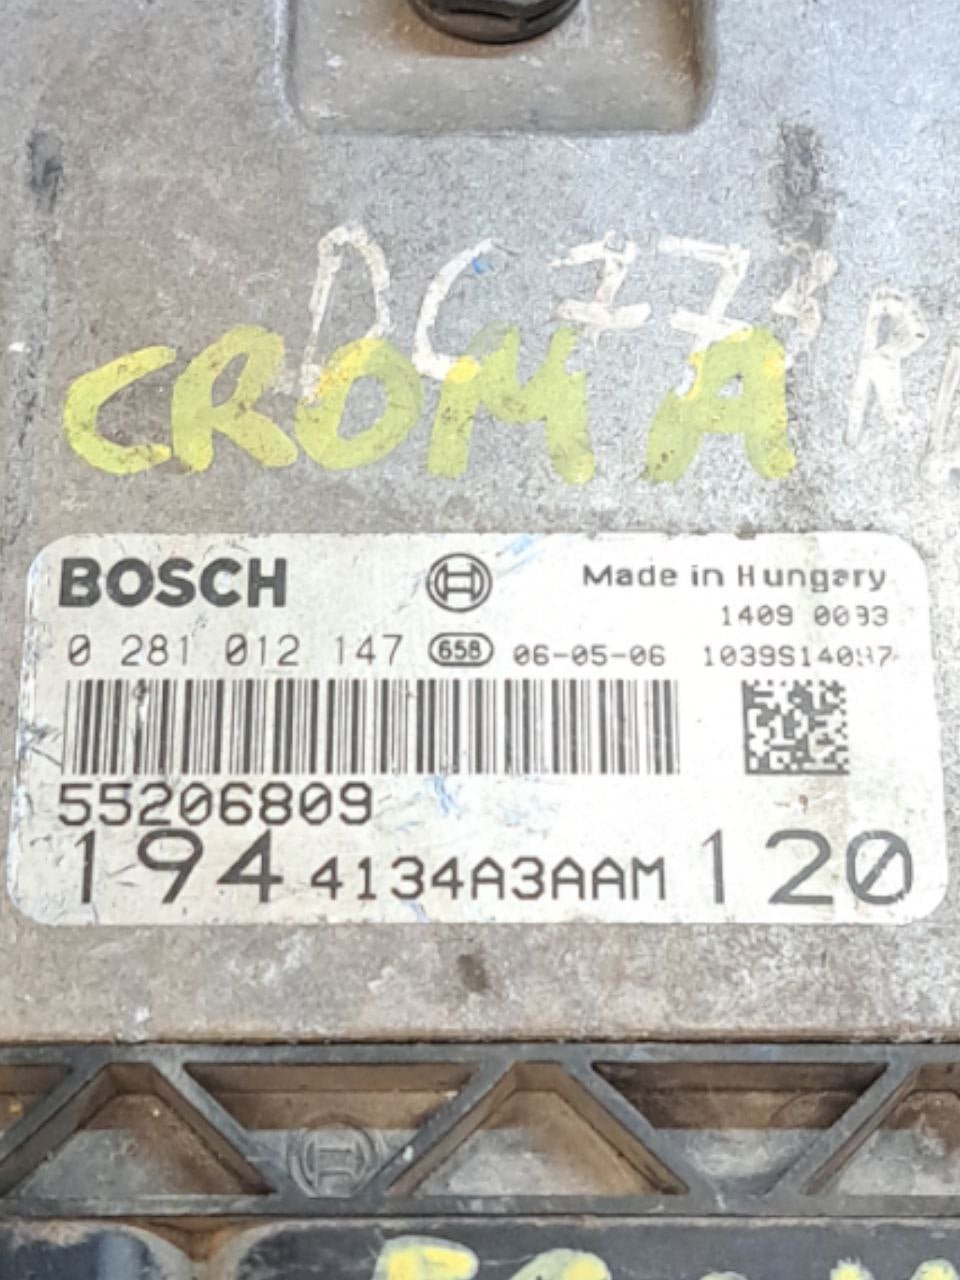 CROMA
BOSCH
Made in Hungary
1409 0093
0 281 012 147 658 06-05-06
55206809
194 4134A3AAM 120